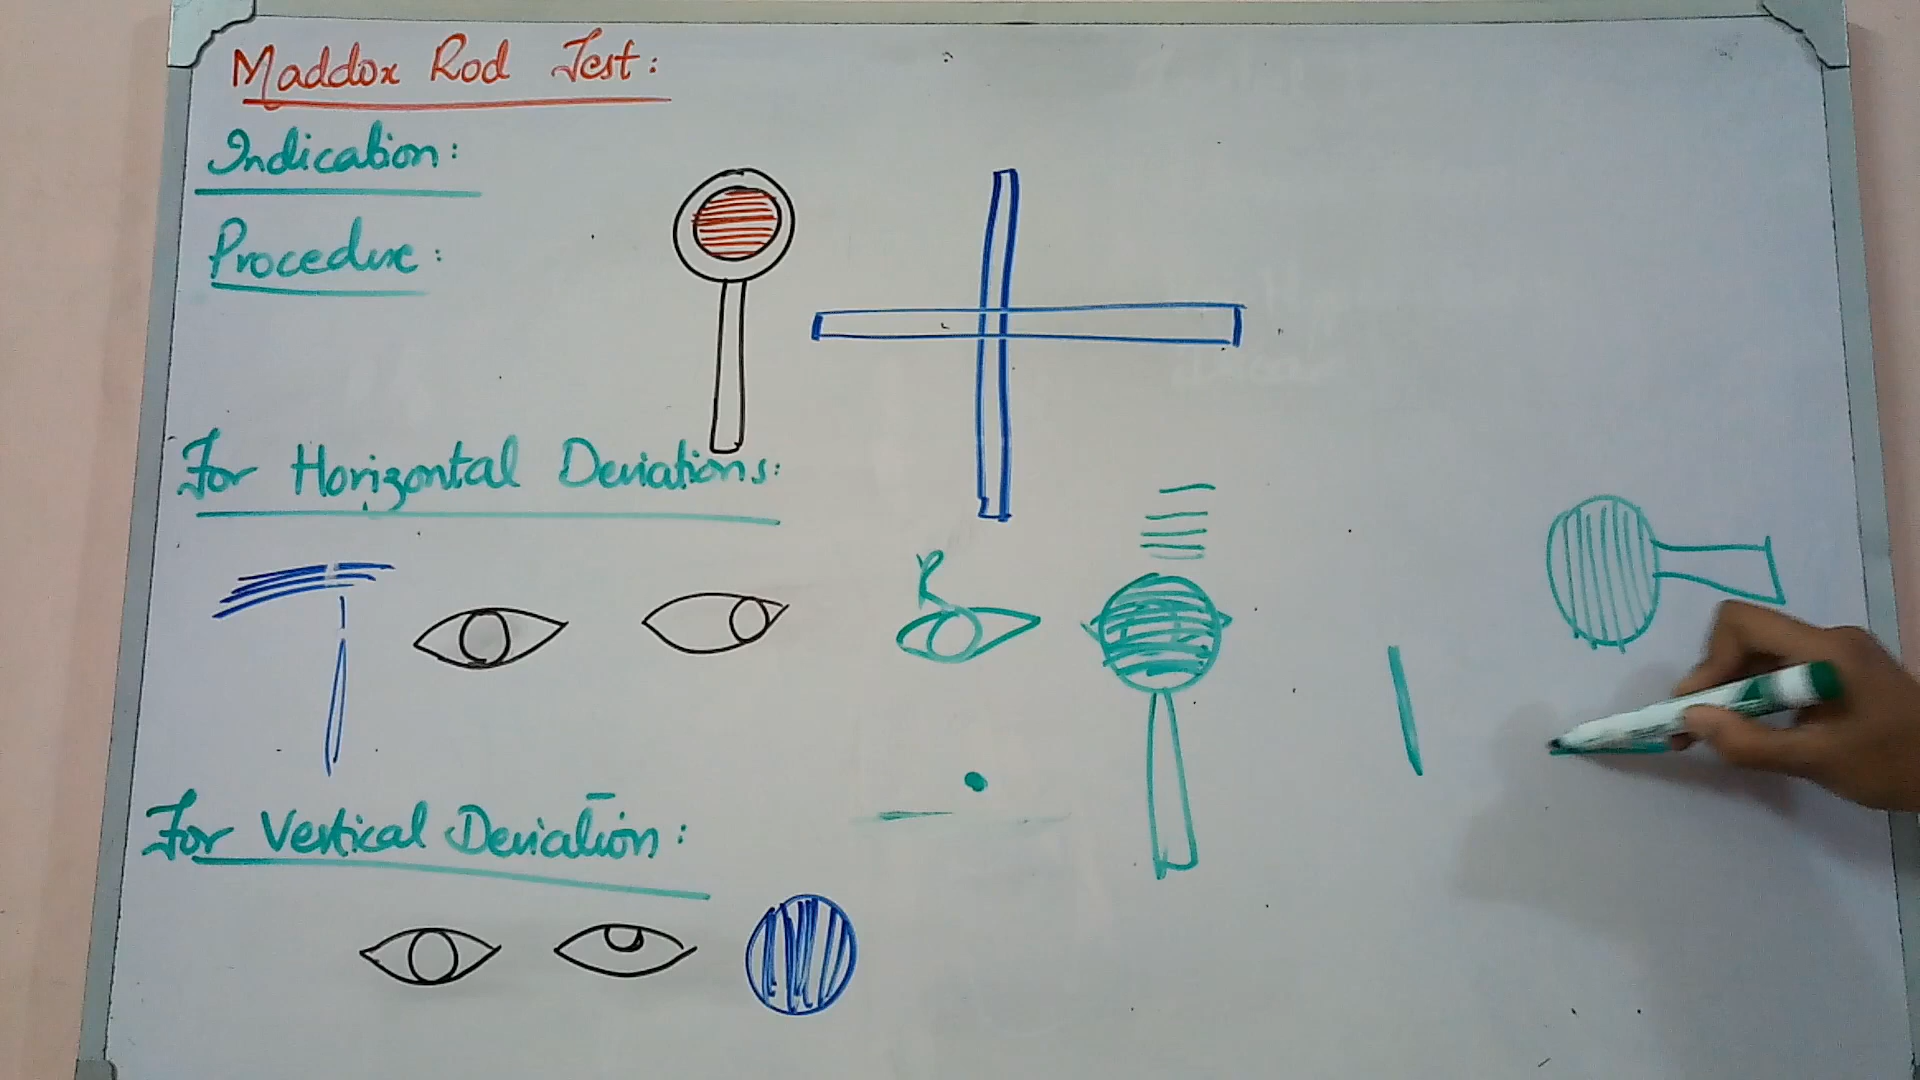 Maddox Rod Test:
Indication:
Procedure:
For Horizontal Deviations:
R
For Vertical Deviation: